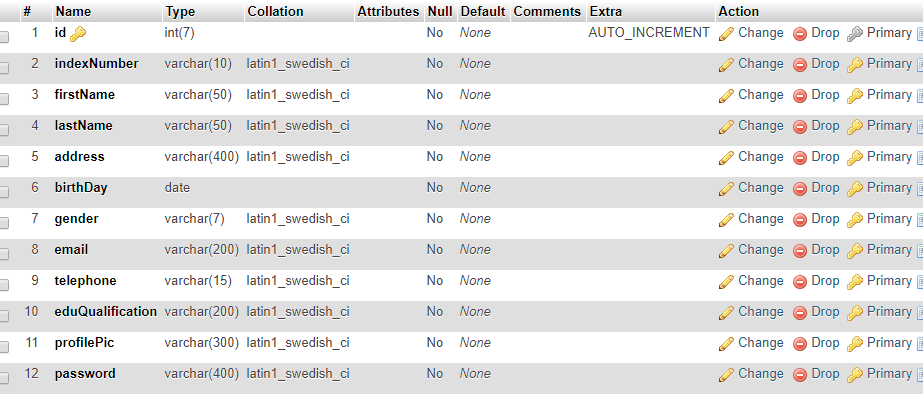 # Name Type Collation Attributes Null Default Comments Extra Action
1 id int(7) No None AUTO_INCREMENT Change Drop Primary
2 indexNumber varchar(10) latin1_swedish_ci No None Change Drop Primary
3 firstName varchar(50) latin1_swedish_ci No None Change Drop Primary
4 lastName varchar(50) latin1_swedish_ci No None Change Drop Primary
5 address varchar(400) latin1_swedish_ci No None Change Drop Primary
6 birthDay date No None Change Drop Primary
7 gender varchar(7) latin1_swedish_ci No None Change Drop Primary
8 email varchar(200) latin1_swedish_ci No None Change Drop Primary
9 telephone varchar(15) latin1_swedish_ci No None Change Drop Primary
10 eduQualification varchar(200) latin1_swedish_ci No None Change Drop Primary
11 profilePic varchar(300) latin1_swedish_ci No None Change Drop Primary
12 password varchar(400) latin1_swedish_ci No None Change Drop Primary